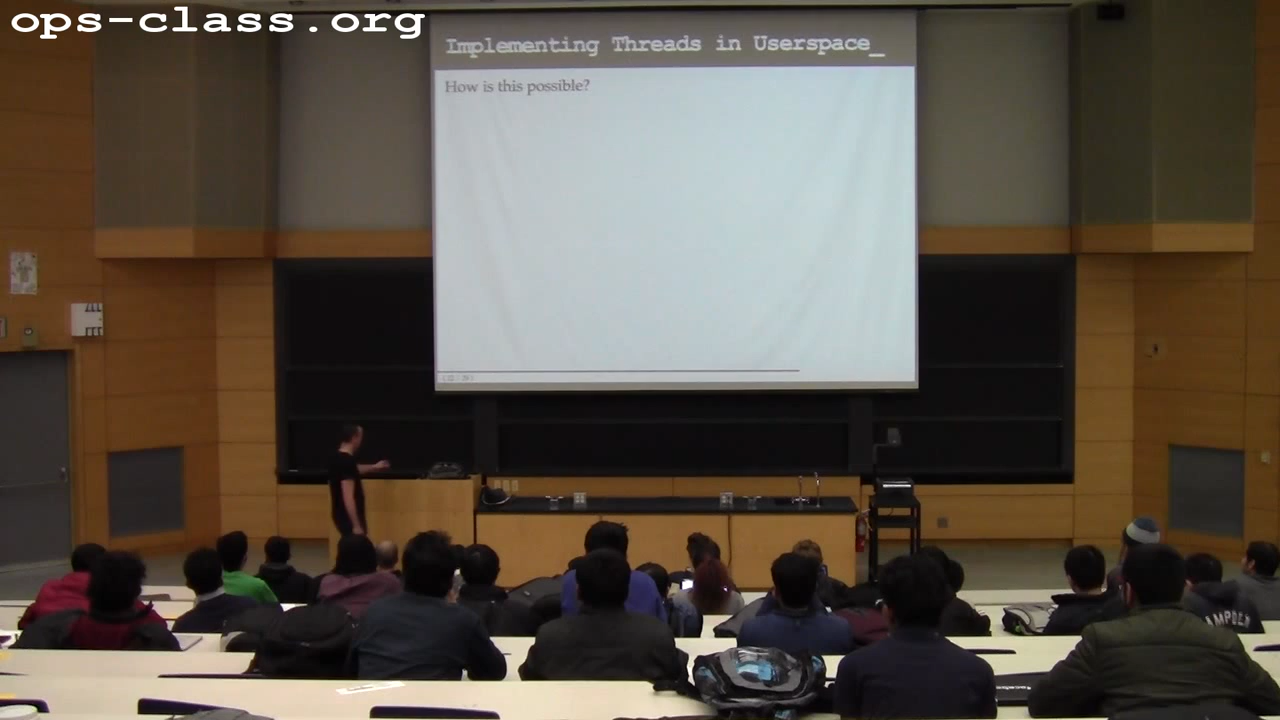 ops-class.org
Implementing Threads in Userspace_
How is this possible?